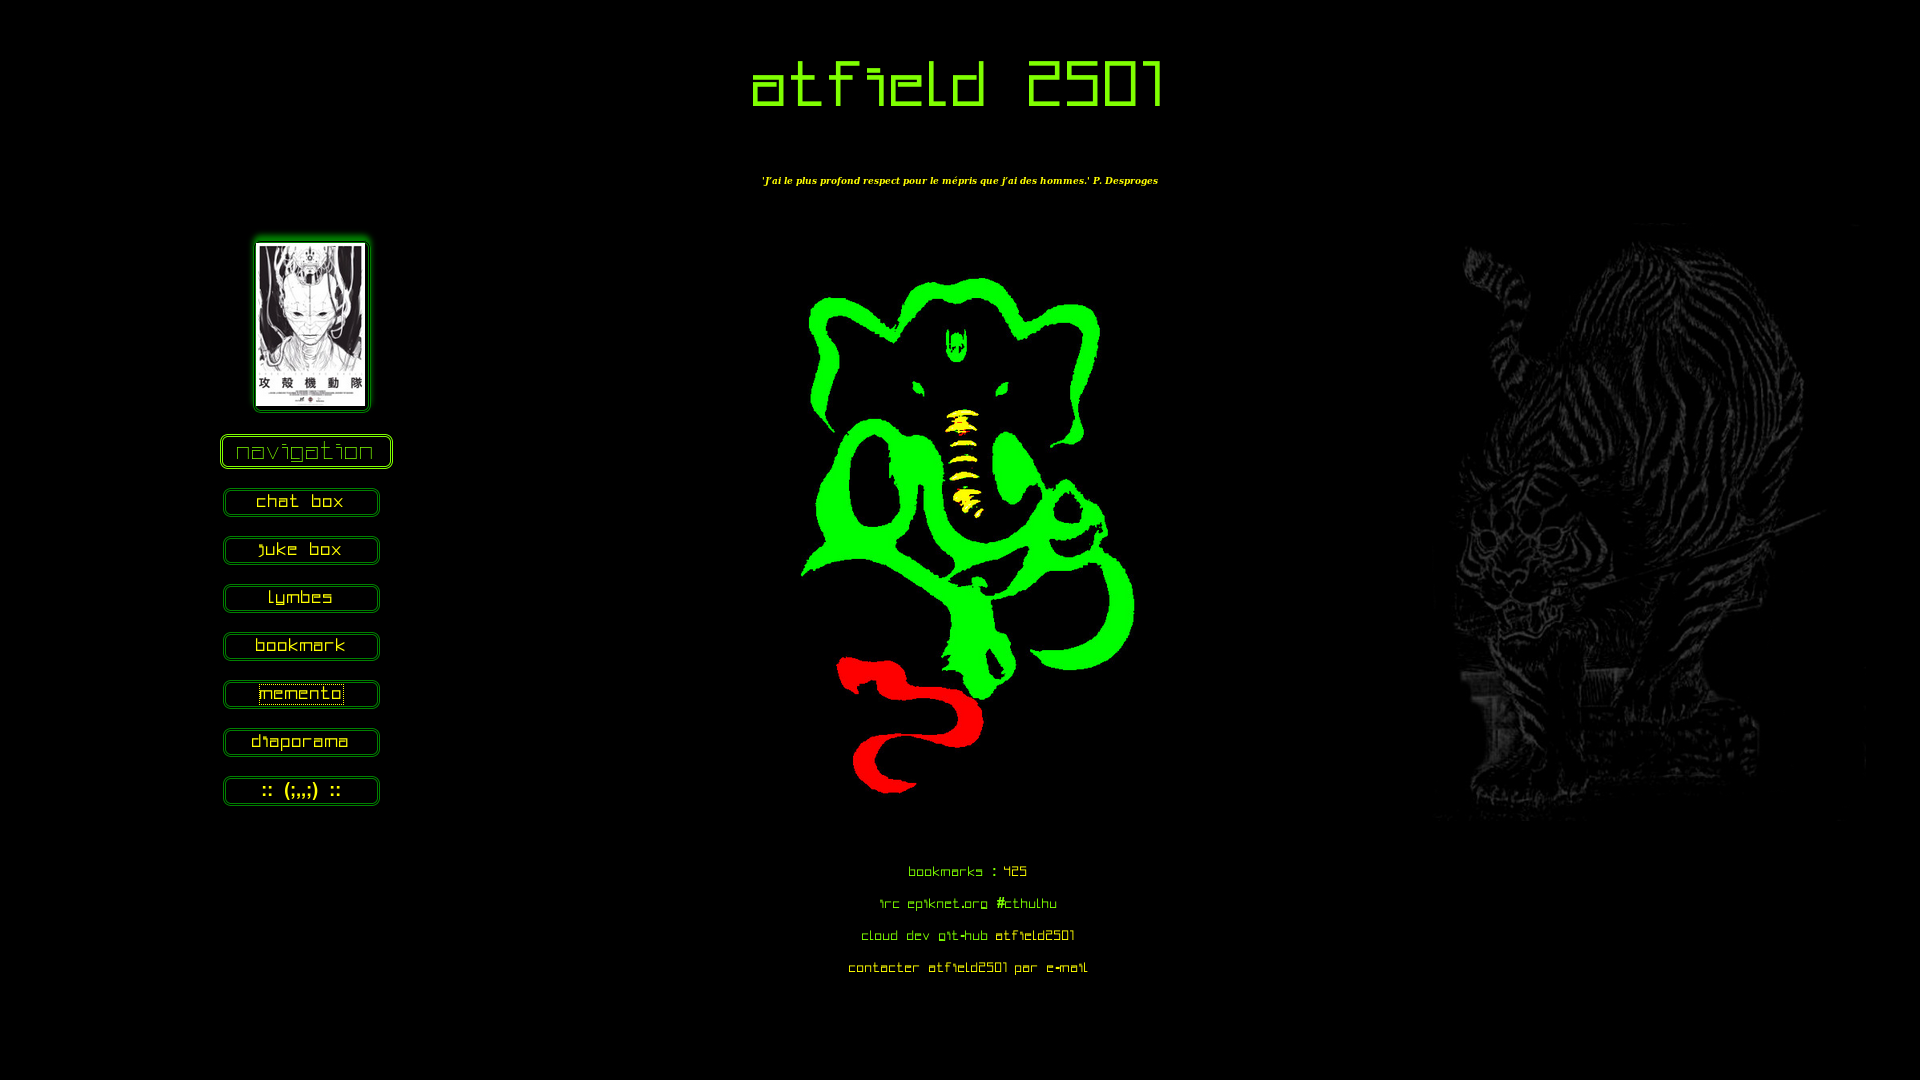 atfield 2501
'J'ai le plus profond respect pour le mépris que j'ai des hommes.' P. Desproges
攻 殻 機 動 隊
navigation
chat box
juke box
lymbes
bookmark
memento
diaporama
:: (;,,;) ::
bookmarks : 425
irc epiknet.org #cthulhu
cloud dev git-hub atfield2501
contacter atfield2501 par e-mail